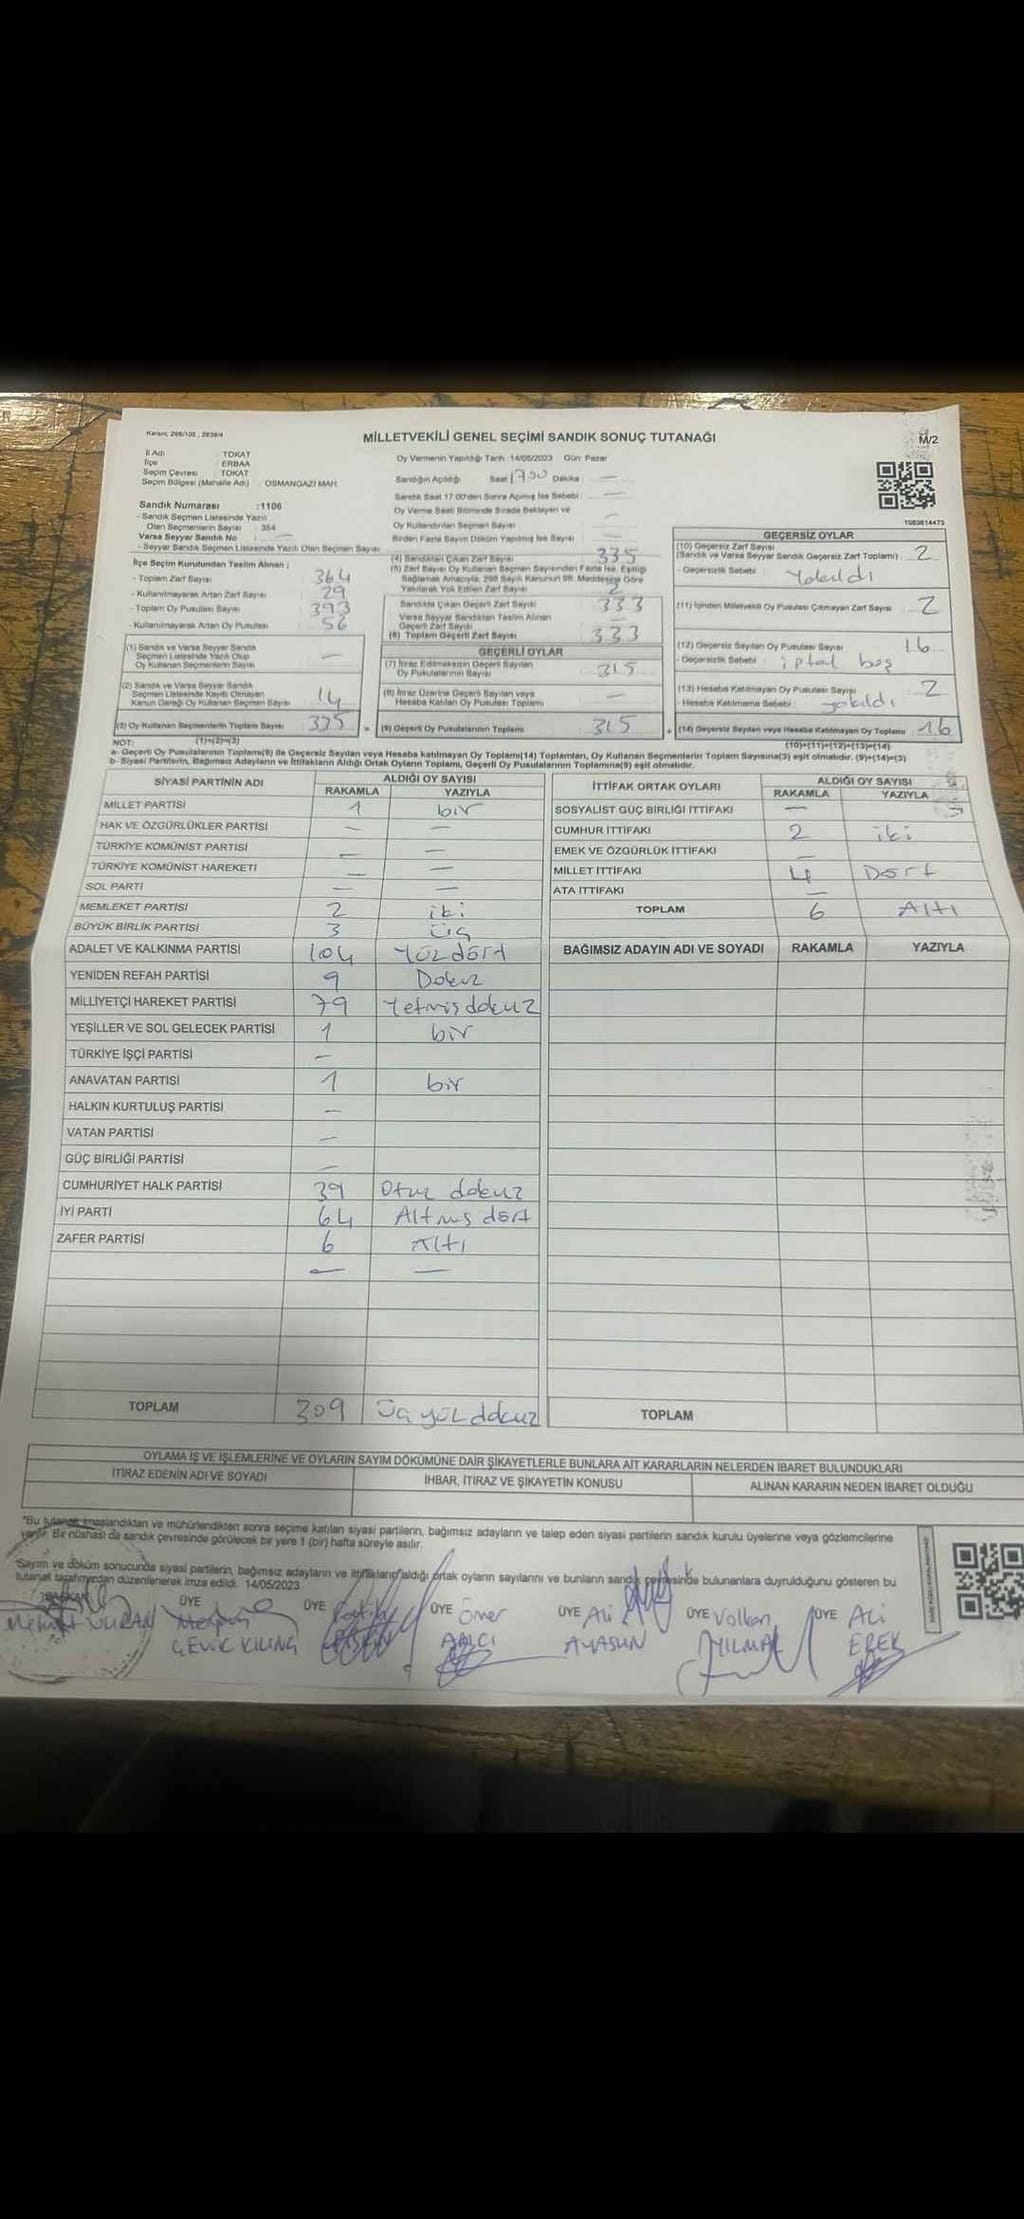 Kanun; 298/105 , 2839/4
MİLLETVEKİLİ GENEL SEÇİMİ SANDIK SONUÇ TUTANAĞI
M/2
İl Adı : TOKAT
İlçe : ERBAA
Seçim Çevresi : TOKAT
Seçim Bölgesi (Mahalle Adı) : OSMANGAZİ MAH.
Oy Vermenin Yapıldığı Tarih :14/05/2023 Gün: Pazar
Sandığın Açıldığı Saat 1700 Dakika : —
Sandık Saat 17.00'den Sonra Açılmış İse Sebebi : —
Oy Verme Saati Bitiminde Sırada Bekleyen ve
Oy Kullandırılan Seçmen Sayısı —
Birden Fazla Sayım Döküm Yapılmış İse Sayısı —
1083614473
Sandık Numarası :1106
- Sandık Seçmen Listesinde Yazılı
Olan Seçmenlerin Sayısı : 354
Varsa Seyyar Sandık No : —
- Seyyar Sandık Seçmen Listesinde Yazılı Olan Seçmen Sayısı
İlçe Seçim Kurulundan Teslim Alınan ;
- Toplam Zarf Sayısı 364
- Kullanılmayarak Artan Zarf Sayısı : 29
- Toplam Oy Pusulası Sayısı 393
- Kullanılmayarak Artan Oy Pusulası : 56
(1) Sandık ve Varsa Seyyar Sandık
Seçmen Listesinde Yazılı Olup
Oy Kullanan Seçmenlerin Sayısı —
(2) Sandık ve Varsa Seyyar Sandık
Seçmen Listesinde Kayıtlı Olmayan
Kanun Gereği Oy Kullanan Seçmen Sayısı 14
(3) Oy Kullanan Seçmenlerin Toplam Sayısı 335
(1)+(2)=(3)
(4) Sandıktan Çıkan Zarf Sayısı 335
(5) Zarf Sayısı Oy Kullanan Seçmen Sayısından Fazla İse, Eşitliği
Sağlamak Amacıyla, 298 Sayılı Kanunun 98. Maddesine Göre
Yakılarak Yok Edilen Zarf Sayısı 2
Sandıkta Çıkan Geçerli Zarf Sayısı 333
Varsa Seyyar Sandıktan Teslim Alınan
Geçerli Zarf Sayısı —
(6) Toplam Geçerli Zarf Sayısı 333
GEÇERLİ OYLAR
(7) İtiraz Edilmeksizin Geçerli Sayılan
Oy Pusulalarının Sayısı 315
(8) İtiraz Üzerine Geçerli Sayılan veya
Hesaba Katılan Oy Pusulası Toplamı —
= (9) Geçerli Oy Pusulalarının Toplamı 315
GEÇERSİZ OYLAR
(10) Geçersiz Zarf Sayısı
(Sandık ve Varsa Seyyar Sandık Geçersiz Zarf Toplamı) : 2
- Geçersizlik Sebebi : Yakıldı
(11) İçinden Milletvekili Oy Pusulası Çıkmayan Zarf Sayısı 2
(12) Geçersiz Sayılan Oy Pusulası Sayısı 16
- Geçersizlik Sebebi : iptal boş
(13) Hesaba Katılmayan Oy Pusulası Sayısı 2
- Hesaba Katılmama Sebebi : yakıldı
+ (14) Geçersiz Sayılan veya Hesaba Katılmayan Oy Toplamı : 16
(10)+(11)+(12)+(13)=(14)
NOT:
a- Geçerli Oy Pusulalarının Toplamı(9) ile Geçersiz Sayılan veya Hesaba katılmayan Oy Toplamı(14) Toplamları, Oy Kullanan Seçmenlerin Toplam Sayısına(3) eşit olmalıdır. (9)+(14)=(3)
b- Siyasi Partilerin, Bağımsız Adayların ve İttifakların Aldığı Ortak Oyların Toplamı, Geçerli Oy Pusulalarının Toplamına(9) eşit olmalıdır.
SİYASİ PARTİNİN ADI ALDIĞI OY SAYISI
RAKAMLA YAZIYLA
MİLLET PARTİSİ 1 bir
HAK VE ÖZGÜRLÜKLER PARTİSİ — —
TÜRKİYE KOMÜNİST PARTİSİ — —
TÜRKİYE KOMÜNİST HAREKETİ — —
SOL PARTİ — —
MEMLEKET PARTİSİ 2 iki
BÜYÜK BİRLİK PARTİSİ 3 üç
ADALET VE KALKINMA PARTİSİ 104 Yüzdört
YENİDEN REFAH PARTİSİ 9 Dokuz
MİLLİYETÇİ HAREKET PARTİSİ 79 Yetmiş dokuz
YEŞİLLER VE SOL GELECEK PARTİSİ 1 bir
TÜRKİYE İŞÇİ PARTİSİ —
ANAVATAN PARTİSİ 1 bir
HALKIN KURTULUŞ PARTİSİ —
VATAN PARTİSİ —
GÜÇ BİRLİĞİ PARTİSİ —
CUMHURİYET HALK PARTİSİ 39 Otuz dokuz
İYİ PARTİ 64 Altmış dört
ZAFER PARTİSİ 6 Altı
— —
TOPLAM 309 Üç yüz dokuz
İTTİFAK ORTAK OYLARI ALDIĞI OY SAYISI
RAKAMLA YAZIYLA
SOSYALİST GÜÇ BİRLİĞİ İTTİFAKI —
CUMHUR İTTİFAKI 2 iki
EMEK VE ÖZGÜRLÜK İTTİFAKI —
MİLLET İTTİFAKI 4 Dört
ATA İTTİFAKI —
TOPLAM 6 Altı
BAĞIMSIZ ADAYIN ADI VE SOYADI RAKAMLA YAZIYLA
TOPLAM
OYLAMA İŞ VE İŞLEMLERİNE VE OYLARIN SAYIM DÖKÜMÜNE DAİR ŞİKAYETLERLE BUNLARA AİT KARARLARIN NELERDEN İBARET BULUNDUKLARI
İTİRAZ EDENİN ADI VE SOYADI İHBAR, İTİRAZ VE ŞİKAYETİN KONUSU ALINAN KARARIN NEDEN İBARET OLDUĞU
"Bu tutanak imzalandıktan ve mühürlendikten sonra seçime katılan siyasi partilerin, bağımsız adayların ve talep eden siyasi partilerin sandık kurulu üyelerine veya gözlemcilerine
verilir. Bir nüshası da sandık çevresinde görülecek bir yere 1 (bir) hafta süreyle asılır.
Sayım ve döküm sonucunda siyasi partilerin, bağımsız adayların ve ittifakların aldığı ortak oyların sayılarını ve bunların sandık çevresinde bulunanlara duyrulduğunu gösteren bu
tutanak tarafımızdan düzenlenerek imza edildi. 14/05/2023
BAŞKAN ÜYE ÜYE ÜYE Ömer ÜYE Ali ÜYE Volkan ÜYE Ali
Mehmet VURAN ÇEVİK KILINÇ YILMAZ EREK